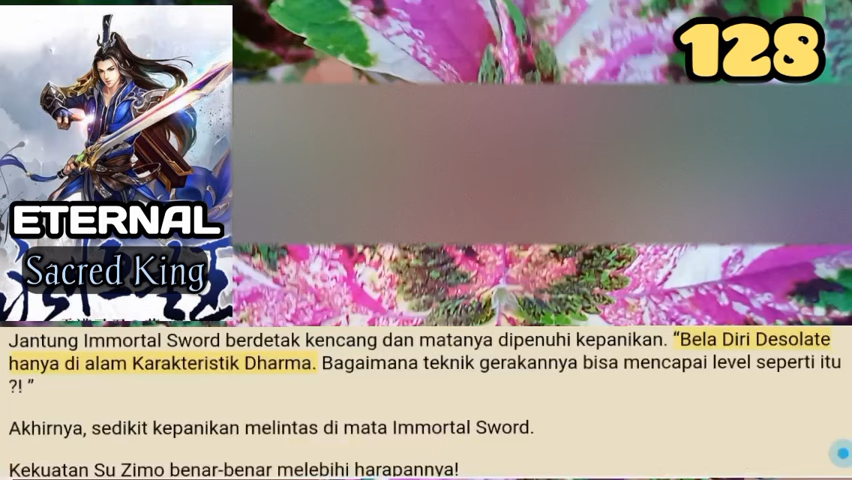 128
ETERNAL
Sacred King
Jantung Immortal Sword berdetak kencang dan matanya dipenuhi kepanikan. “Bela Diri Desolate
hanya di alam Karakteristik Dharma. Bagaimana teknik gerakannya bisa mencapai level seperti itu
?! ”
Akhirnya, sedikit kepanikan melintas di mata Immortal Sword.
Kekuatan Su Zimo benar-benar melebihi harapannya!